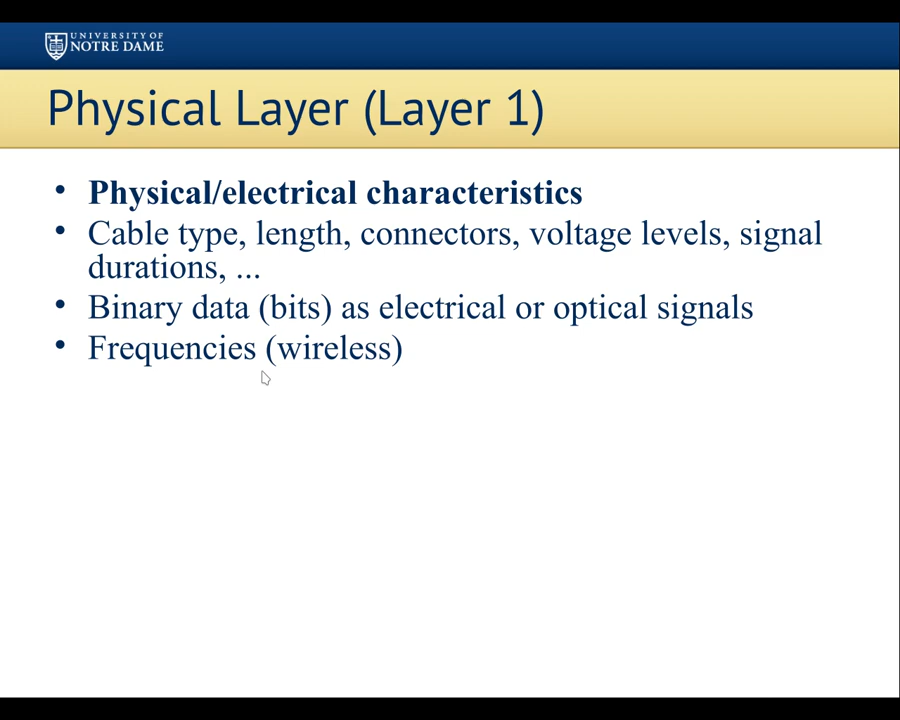 UNIVERSITY OF
NOTRE DAME
Physical Layer (Layer 1)
• Physical/electrical characteristics
• Cable type, length, connectors, voltage levels, signal
durations, ...
• Binary data (bits) as electrical or optical signals
• Frequencies (wireless)